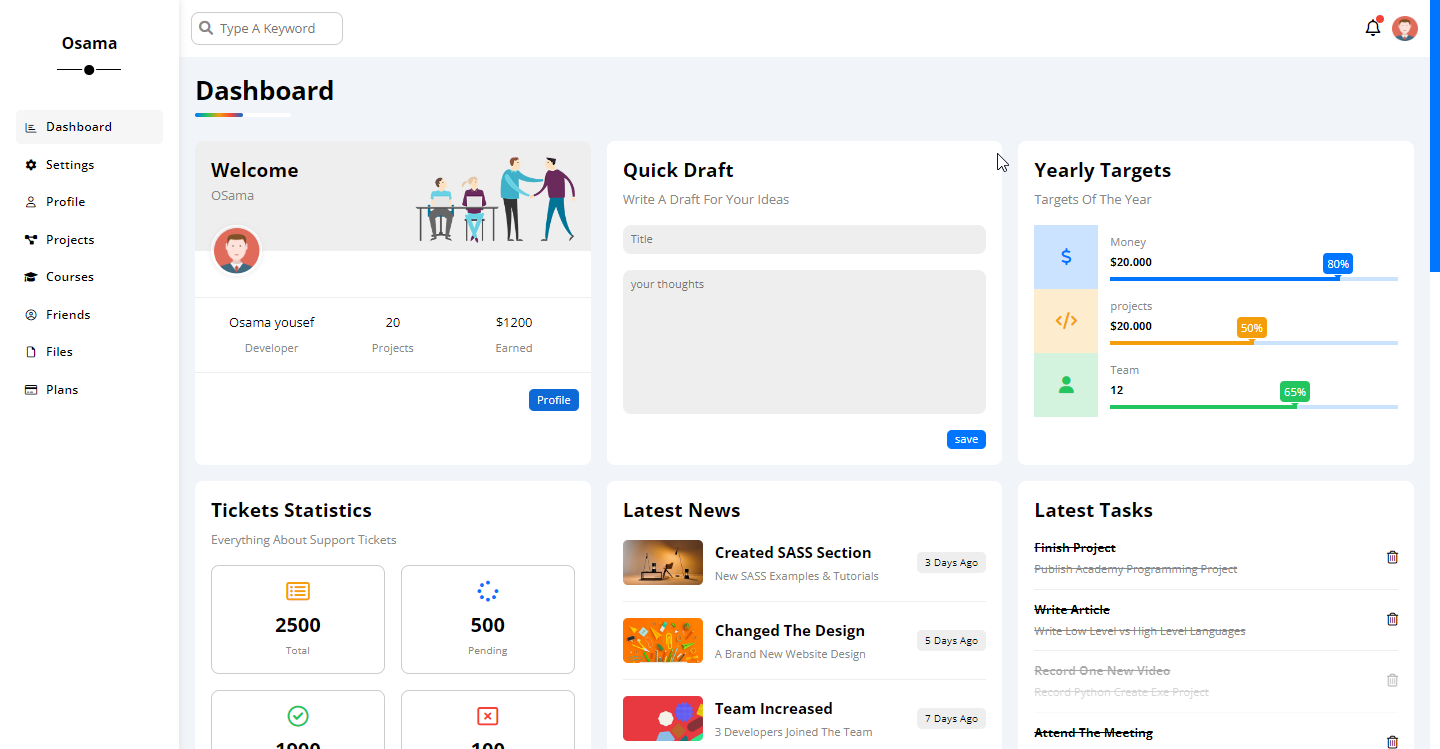 Osama
Dashboard
Settings
Profile
Projects
Courses
Friends
Files
Plans
Type A Keyword
Dashboard
Welcome
OSama
Osama yousef
Developer
20
Projects
$1200
Earned
Profile
Quick Draft
Write A Draft For Your Ideas
Title
your thoughts
save
Yearly Targets
Targets Of The Year
Money
$20.000
80%
projects
$20.000
50%
Team
12
65%
Tickets Statistics
Everything About Support Tickets
2500
Total
500
Pending
1900
100
Latest News
Created SASS Section
New SASS Examples & Tutorials
3 Days Ago
Changed The Design
A Brand New Website Design
5 Days Ago
Team Increased
3 Developers Joined The Team
7 Days Ago
Latest Tasks
Finish Project
Publish Academy Programming Project
Write Article
Write Low Level vs High Level Languages
Record One New Video
Record Python Create Exe Project
Attend The Meeting